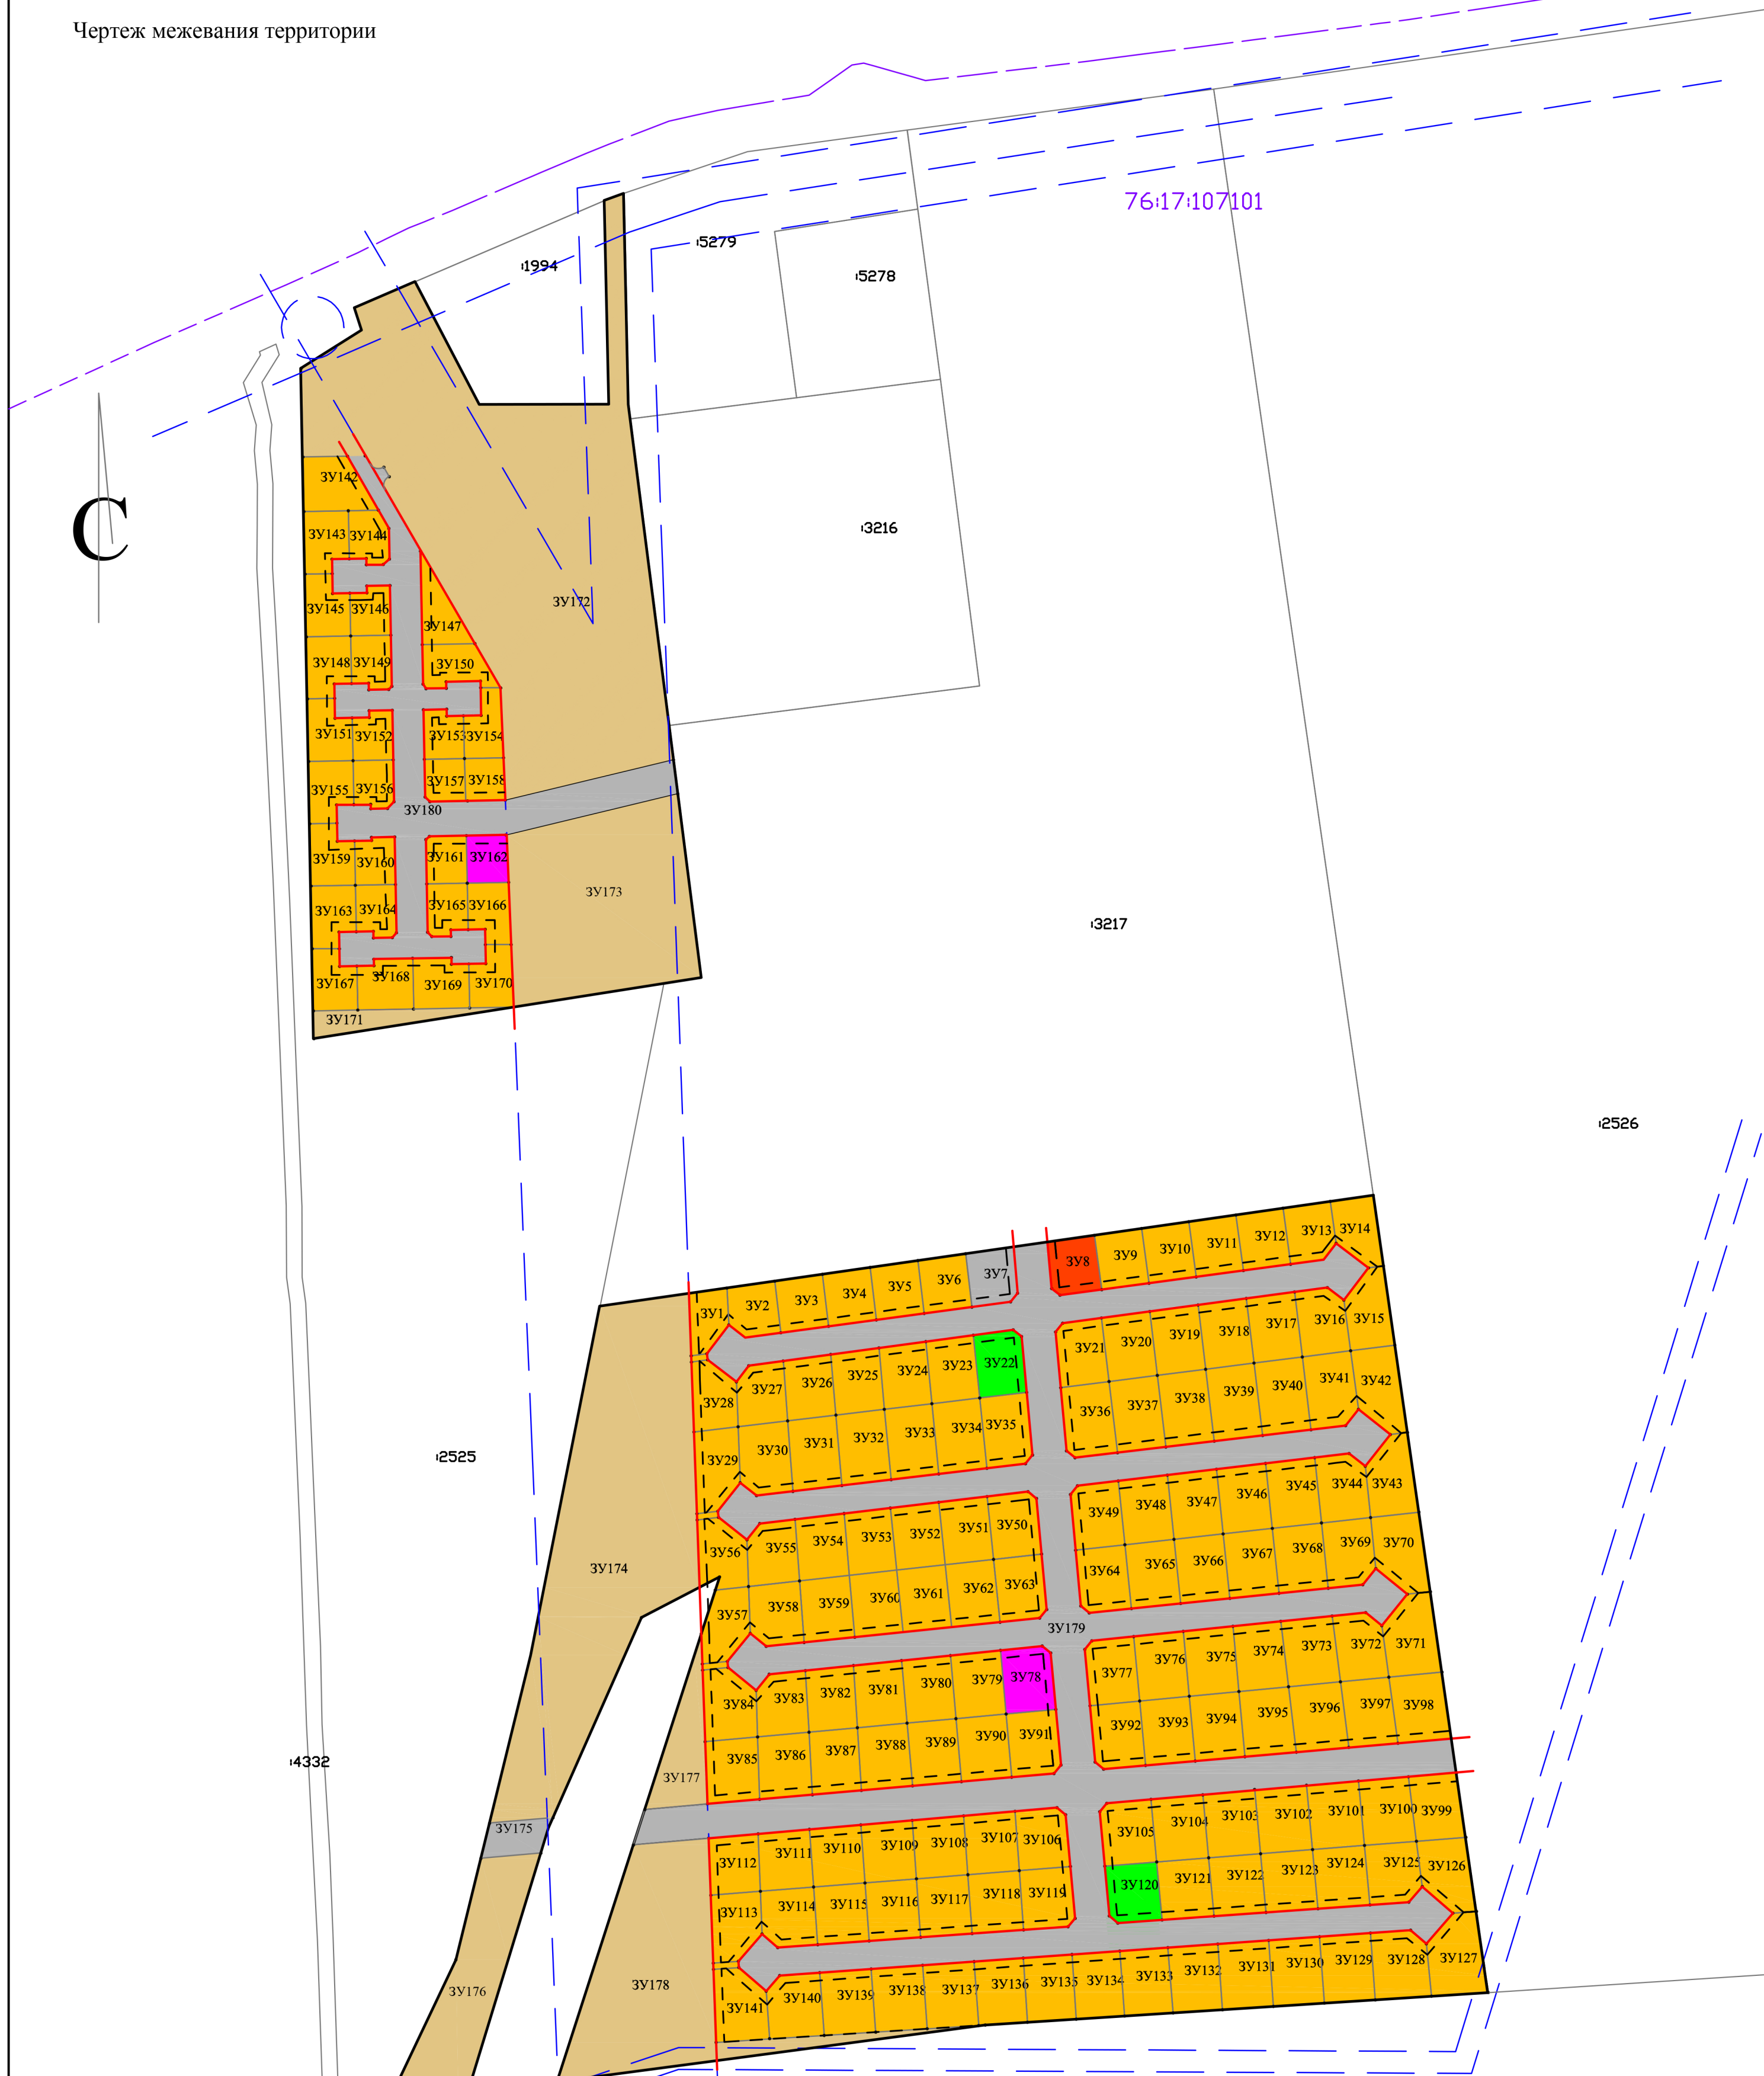 Чертеж межевания территории
76:17:107101
:5279
:1994
:5278
С
:3216
ЗУ142
ЗУ143 ЗУ144
ЗУ145 ЗУ146
ЗУ172
ЗУ147
ЗУ148 ЗУ149 ЗУ150
ЗУ151 ЗУ152 ЗУ153 ЗУ154
ЗУ155 ЗУ156 ЗУ157 ЗУ158
ЗУ180
ЗУ159 ЗУ160 ЗУ161 ЗУ162
ЗУ173
ЗУ163 ЗУ164 ЗУ165 ЗУ166
:3217
ЗУ167 ЗУ168 ЗУ169 ЗУ170
ЗУ171
:2526
ЗУ1 ЗУ2 ЗУ3 ЗУ4 ЗУ5 ЗУ6 ЗУ7 ЗУ8 ЗУ9 ЗУ10 ЗУ11 ЗУ12 ЗУ13 ЗУ14
ЗУ28 ЗУ27 ЗУ26 ЗУ25 ЗУ24 ЗУ23 ЗУ22 ЗУ21 ЗУ20 ЗУ19 ЗУ18 ЗУ17 ЗУ16 ЗУ15
ЗУ29 ЗУ30 ЗУ31 ЗУ32 ЗУ33 ЗУ34 ЗУ35 ЗУ36 ЗУ37 ЗУ38 ЗУ39 ЗУ40 ЗУ41 ЗУ42
:2525
ЗУ56 ЗУ55 ЗУ54 ЗУ53 ЗУ52 ЗУ51 ЗУ50 ЗУ49 ЗУ48 ЗУ47 ЗУ46 ЗУ45 ЗУ44 ЗУ43
ЗУ174
ЗУ57 ЗУ58 ЗУ59 ЗУ60 ЗУ61 ЗУ62 ЗУ63 ЗУ64 ЗУ65 ЗУ66 ЗУ67 ЗУ68 ЗУ69 ЗУ70
ЗУ179
ЗУ84 ЗУ83 ЗУ82 ЗУ81 ЗУ80 ЗУ79 ЗУ78 ЗУ77 ЗУ76 ЗУ75 ЗУ74 ЗУ73 ЗУ72 ЗУ71
ЗУ85 ЗУ86 ЗУ87 ЗУ88 ЗУ89 ЗУ90 ЗУ91 ЗУ92 ЗУ93 ЗУ94 ЗУ95 ЗУ96 ЗУ97 ЗУ98
:4332
ЗУ177
ЗУ175
ЗУ112 ЗУ111 ЗУ110 ЗУ109 ЗУ108 ЗУ107 ЗУ106 ЗУ105 ЗУ104 ЗУ103 ЗУ102 ЗУ101 ЗУ100 ЗУ99
ЗУ113 ЗУ114 ЗУ115 ЗУ116 ЗУ117 ЗУ118 ЗУ119 ЗУ120 ЗУ121 ЗУ122 ЗУ123 ЗУ124 ЗУ125 ЗУ126
ЗУ176
ЗУ178
ЗУ141 ЗУ140 ЗУ139 ЗУ138 ЗУ137 ЗУ136 ЗУ135 ЗУ134 ЗУ133 ЗУ132 ЗУ131 ЗУ130 ЗУ129 ЗУ128 ЗУ127